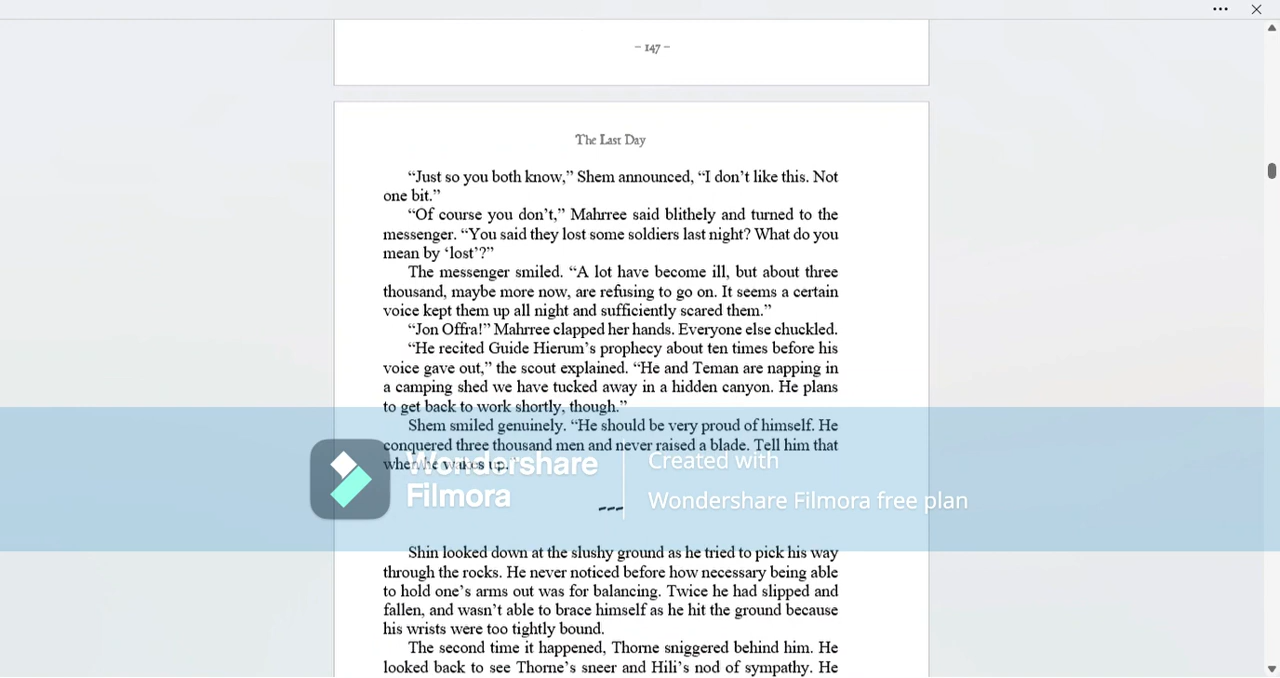 – 147 –
The Last Day
“Just so you both know,” Shem announced, “I don’t like this. Not
one bit.”
“Of course you don’t,” Mahrree said blithely and turned to the
messenger. “You said they lost some soldiers last night? What do you
mean by ‘lost’?”
The messenger smiled. “A lot have become ill, but about three
thousand, maybe more now, are refusing to go on. It seems a certain
voice kept them up all night and sufficiently scared them.”
“Jon Offra!” Mahrree clapped her hands. Everyone else chuckled.
“He recited Guide Hierum’s prophecy about ten times before his
voice gave out,” the scout explained. “He and Teman are napping in
a camping shed we have tucked away in a hidden canyon. He plans
to get back to work shortly, though.”
Shem smiled genuinely. “He should be very proud of himself. He
conquered three thousand men and never raised a blade. Tell him that
when he wakes up.”
Wondershare
Filmora
Created with
Wondershare Filmora free plan
---
Shin looked down at the slushy ground as he tried to pick his way
through the rocks. He never noticed before how necessary being able
to hold one’s arms out was for balancing. Twice he had slipped and
fallen, and wasn’t able to brace himself as he hit the ground because
his wrists were too tightly bound.
The second time it happened, Thorne sniggered behind him. He
looked back to see Thorne’s sneer and Hili’s nod of sympathy. He